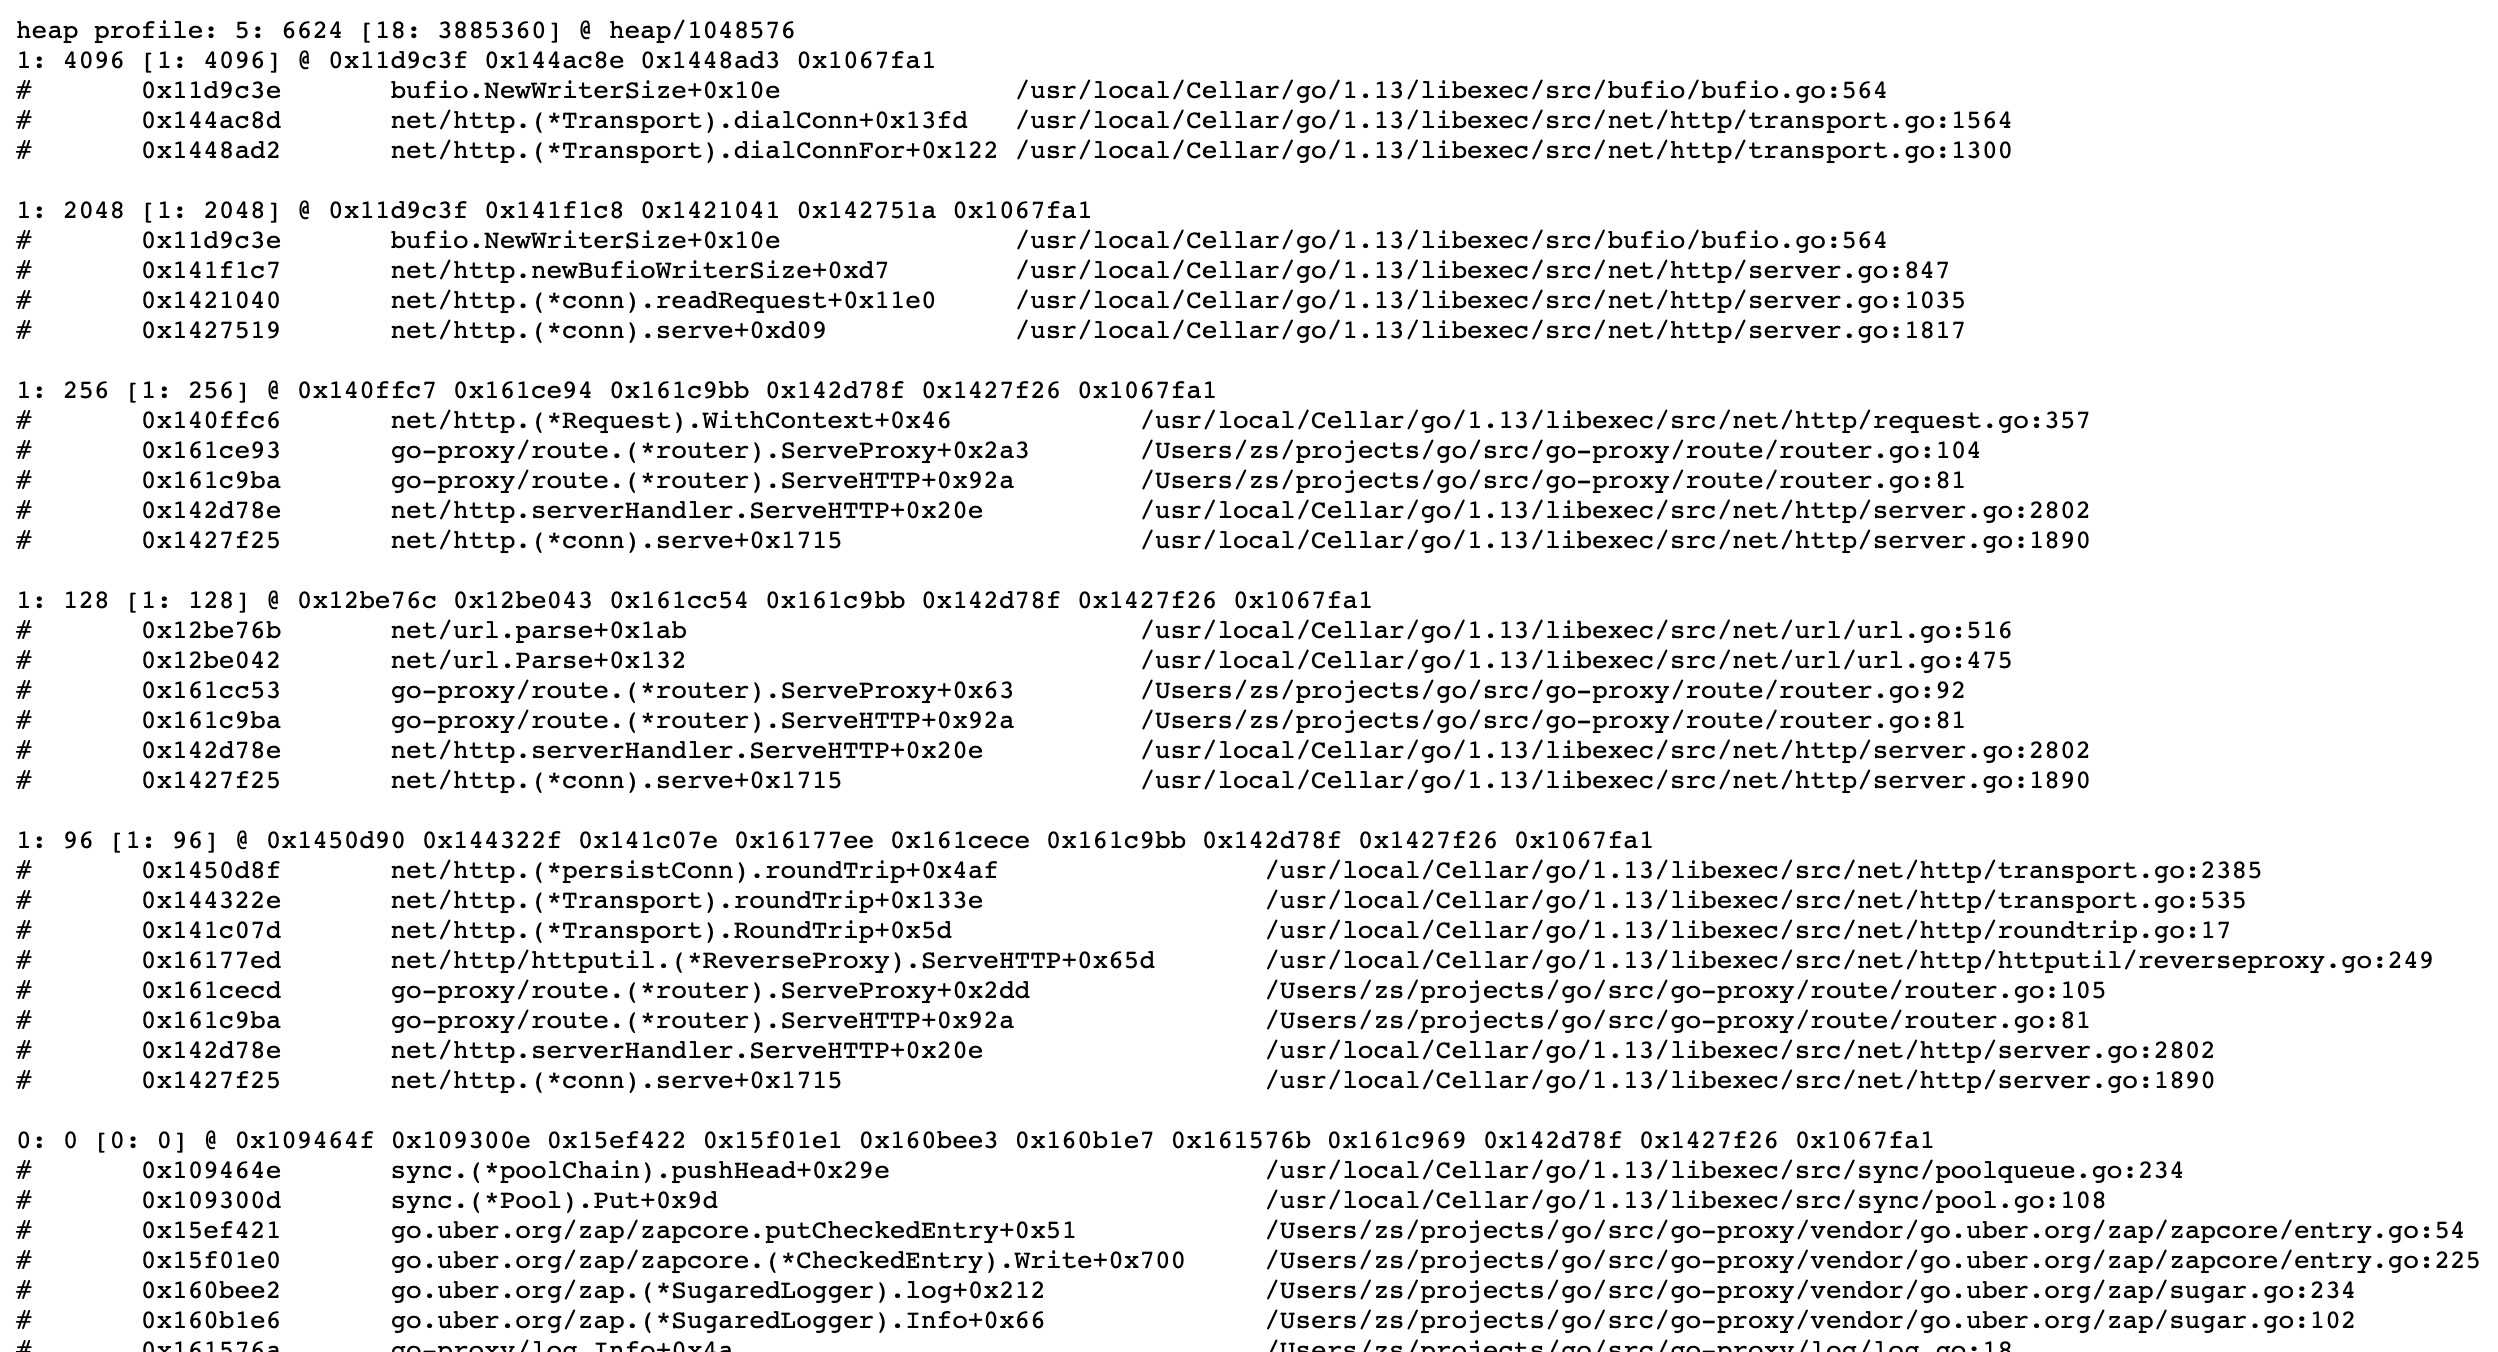 heap profile: 5: 6624 [18: 3885360] @ heap/1048576
1: 4096 [1: 4096] @ 0x11d9c3f 0x144ac8e 0x1448ad3 0x1067fa1
# 0x11d9c3e bufio.NewWriterSize+0x10e /usr/local/Cellar/go/1.13/libexec/src/bufio/bufio.go:564
# 0x144ac8d net/http.(*Transport).dialConn+0x13fd /usr/local/Cellar/go/1.13/libexec/src/net/http/transport.go:1564
# 0x1448ad2 net/http.(*Transport).dialConnFor+0x122 /usr/local/Cellar/go/1.13/libexec/src/net/http/transport.go:1300
1: 2048 [1: 2048] @ 0x11d9c3f 0x141f1c8 0x1421041 0x142751a 0x1067fa1
# 0x11d9c3e bufio.NewWriterSize+0x10e /usr/local/Cellar/go/1.13/libexec/src/bufio/bufio.go:564
# 0x141f1c7 net/http.newBufioWriterSize+0xd7 /usr/local/Cellar/go/1.13/libexec/src/net/http/server.go:847
# 0x1421040 net/http.(*conn).readRequest+0x11e0 /usr/local/Cellar/go/1.13/libexec/src/net/http/server.go:1035
# 0x1427519 net/http.(*conn).serve+0xd09 /usr/local/Cellar/go/1.13/libexec/src/net/http/server.go:1817
1: 256 [1: 256] @ 0x140ffc7 0x161ce94 0x161c9bb 0x142d78f 0x1427f26 0x1067fa1
# 0x140ffc6 net/http.(*Request).WithContext+0x46 /usr/local/Cellar/go/1.13/libexec/src/net/http/request.go:357
# 0x161ce93 go-proxy/route.(*router).ServeProxy+0x2a3 /Users/zs/projects/go/src/go-proxy/route/router.go:104
# 0x161c9ba go-proxy/route.(*router).ServeHTTP+0x92a /Users/zs/projects/go/src/go-proxy/route/router.go:81
# 0x142d78e net/http.serverHandler.ServeHTTP+0x20e /usr/local/Cellar/go/1.13/libexec/src/net/http/server.go:2802
# 0x1427f25 net/http.(*conn).serve+0x1715 /usr/local/Cellar/go/1.13/libexec/src/net/http/server.go:1890
1: 128 [1: 128] @ 0x12be76c 0x12be043 0x161cc54 0x161c9bb 0x142d78f 0x1427f26 0x1067fa1
# 0x12be76b net/url.parse+0x1ab /usr/local/Cellar/go/1.13/libexec/src/net/url/url.go:516
# 0x12be042 net/url.Parse+0x132 /usr/local/Cellar/go/1.13/libexec/src/net/url/url.go:475
# 0x161cc53 go-proxy/route.(*router).ServeProxy+0x63 /Users/zs/projects/go/src/go-proxy/route/router.go:92
# 0x161c9ba go-proxy/route.(*router).ServeHTTP+0x92a /Users/zs/projects/go/src/go-proxy/route/router.go:81
# 0x142d78e net/http.serverHandler.ServeHTTP+0x20e /usr/local/Cellar/go/1.13/libexec/src/net/http/server.go:2802
# 0x1427f25 net/http.(*conn).serve+0x1715 /usr/local/Cellar/go/1.13/libexec/src/net/http/server.go:1890
1: 96 [1: 96] @ 0x1450d90 0x144322f 0x141c07e 0x16177ee 0x161cece 0x161c9bb 0x142d78f 0x1427f26 0x1067fa1
# 0x1450d8f net/http.(*persistConn).roundTrip+0x4af /usr/local/Cellar/go/1.13/libexec/src/net/http/transport.go:2385
# 0x144322e net/http.(*Transport).roundTrip+0x133e /usr/local/Cellar/go/1.13/libexec/src/net/http/transport.go:535
# 0x141c07d net/http.(*Transport).RoundTrip+0x5d /usr/local/Cellar/go/1.13/libexec/src/net/http/roundtrip.go:17
# 0x16177ed net/http/httputil.(*ReverseProxy).ServeHTTP+0x65d /usr/local/Cellar/go/1.13/libexec/src/net/http/httputil/reverseproxy.go:249
# 0x161cecd go-proxy/route.(*router).ServeProxy+0x2dd /Users/zs/projects/go/src/go-proxy/route/router.go:105
# 0x161c9ba go-proxy/route.(*router).ServeHTTP+0x92a /Users/zs/projects/go/src/go-proxy/route/router.go:81
# 0x142d78e net/http.serverHandler.ServeHTTP+0x20e /usr/local/Cellar/go/1.13/libexec/src/net/http/server.go:2802
# 0x1427f25 net/http.(*conn).serve+0x1715 /usr/local/Cellar/go/1.13/libexec/src/net/http/server.go:1890
0: 0 [0: 0] @ 0x109464f 0x109300e 0x15ef422 0x15f01e1 0x160bee3 0x160b1e7 0x161576b 0x161c969 0x142d78f 0x1427f26 0x1067fa1
# 0x109464e sync.(*poolChain).pushHead+0x29e /usr/local/Cellar/go/1.13/libexec/src/sync/poolqueue.go:234
# 0x109300d sync.(*Pool).Put+0x9d /usr/local/Cellar/go/1.13/libexec/src/sync/pool.go:108
# 0x15ef421 go.uber.org/zap/zapcore.putCheckedEntry+0x51 /Users/zs/projects/go/src/go-proxy/vendor/go.uber.org/zap/zapcore/entry.go:54
# 0x15f01e0 go.uber.org/zap/zapcore.(*CheckedEntry).Write+0x700 /Users/zs/projects/go/src/go-proxy/vendor/go.uber.org/zap/zapcore/entry.go:225
# 0x160bee2 go.uber.org/zap.(*SugaredLogger).log+0x212 /Users/zs/projects/go/src/go-proxy/vendor/go.uber.org/zap/sugar.go:234
# 0x160b1e6 go.uber.org/zap.(*SugaredLogger).Info+0x66 /Users/zs/projects/go/src/go-proxy/vendor/go.uber.org/zap/sugar.go:102
# 0x161576a go-proxy/log.Info+0x4a /Users/zs/projects/go/src/go-proxy/log/log.go:18